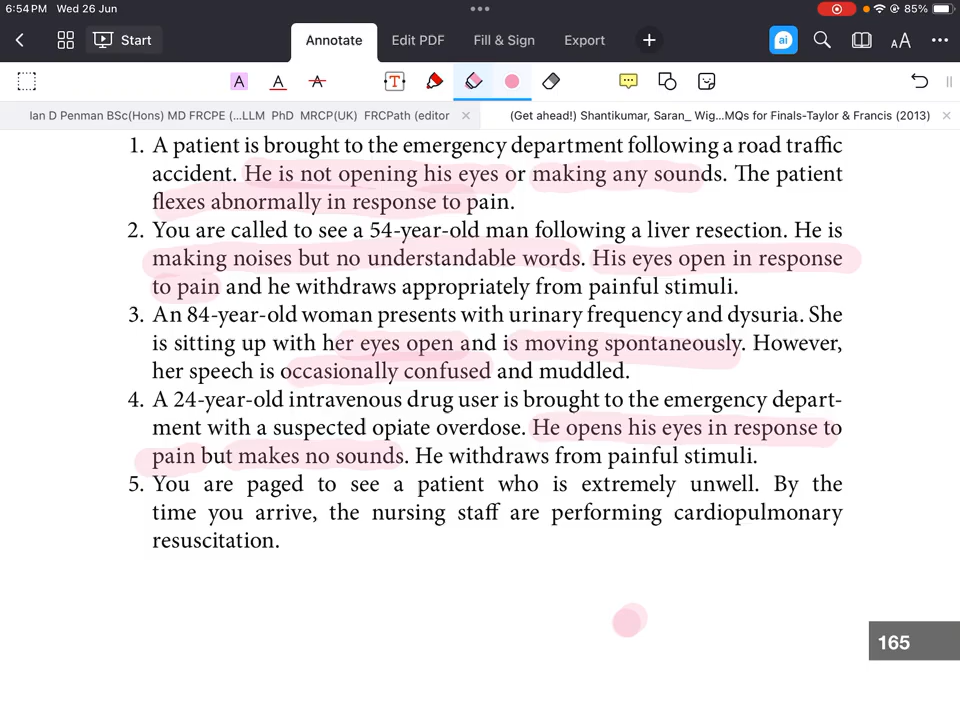 6:54 PM Wed 26 Jun
85%
Start
Annotate
Edit PDF
Fill & Sign
Export
ai
AA
A
A
A
T
Ian D Penman BSc(Hons) MD FRCPE (...LLM PhD MRCP(UK) FRCPath (editor
(Get ahead!) Shantikumar, Saran_ Wig...MQs for Finals-Taylor & Francis (2013)
1. A patient is brought to the emergency department following a road traffic
accident. He is not opening his eyes or making any sounds. The patient
flexes abnormally in response to pain.
2. You are called to see a 54-year-old man following a liver resection. He is
making noises but no understandable words. His eyes open in response
to pain and he withdraws appropriately from painful stimuli.
3. An 84-year-old woman presents with urinary frequency and dysuria. She
is sitting up with her eyes open and is moving spontaneously. However,
her speech is occasionally confused and muddled.
4. A 24-year-old intravenous drug user is brought to the emergency depart-
ment with a suspected opiate overdose. He opens his eyes in response to
pain but makes no sounds. He withdraws from painful stimuli.
5. You are paged to see a patient who is extremely unwell. By the
time you arrive, the nursing staff are performing cardiopulmonary
resuscitation.
165